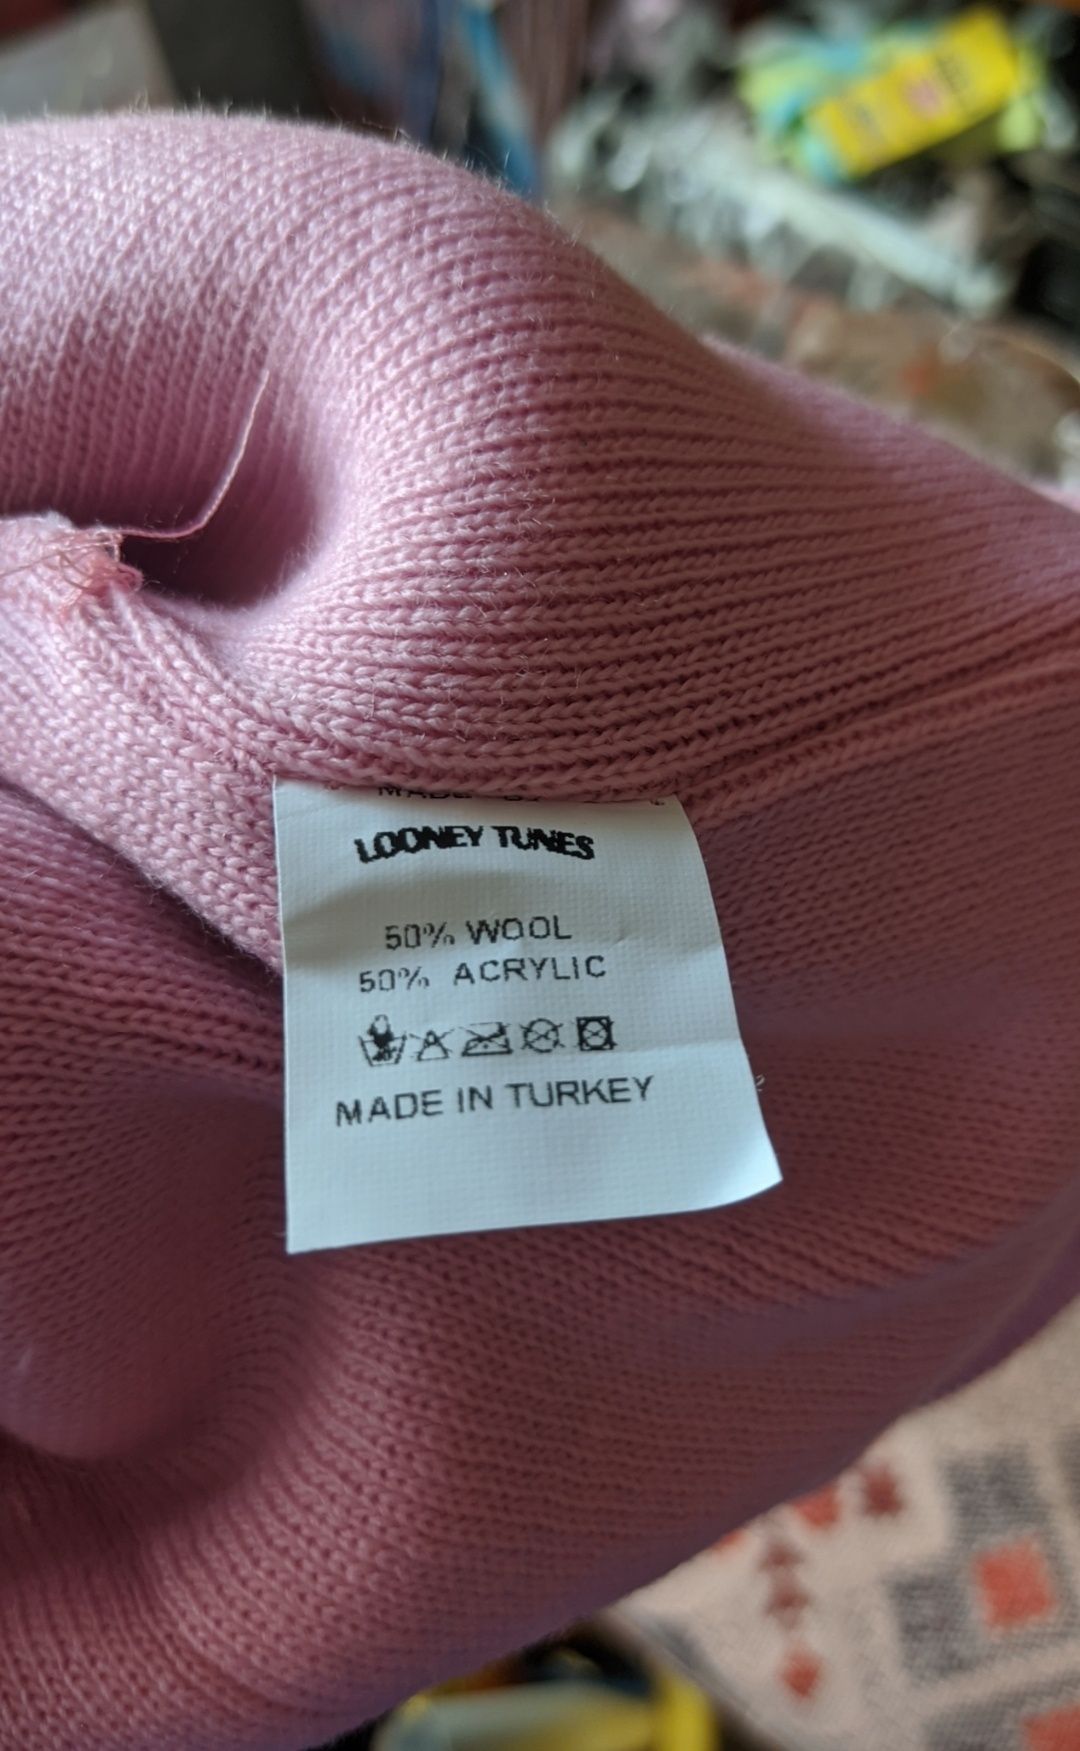 LOONEY TUNES
50% WOOL
50% ACRYLIC
MADE IN TURKEY